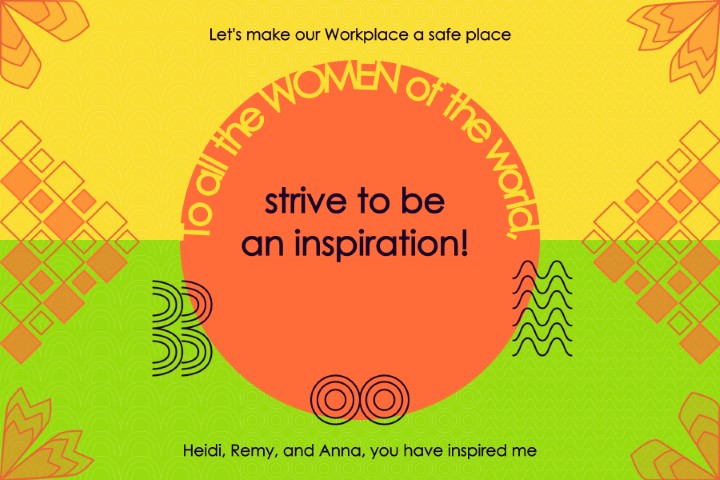 Let's make our Workplace a safe place
To all the WOMEN of the world,
strive to be
an inspiration!
Heidi, Remy, and Anna, you have inspired me